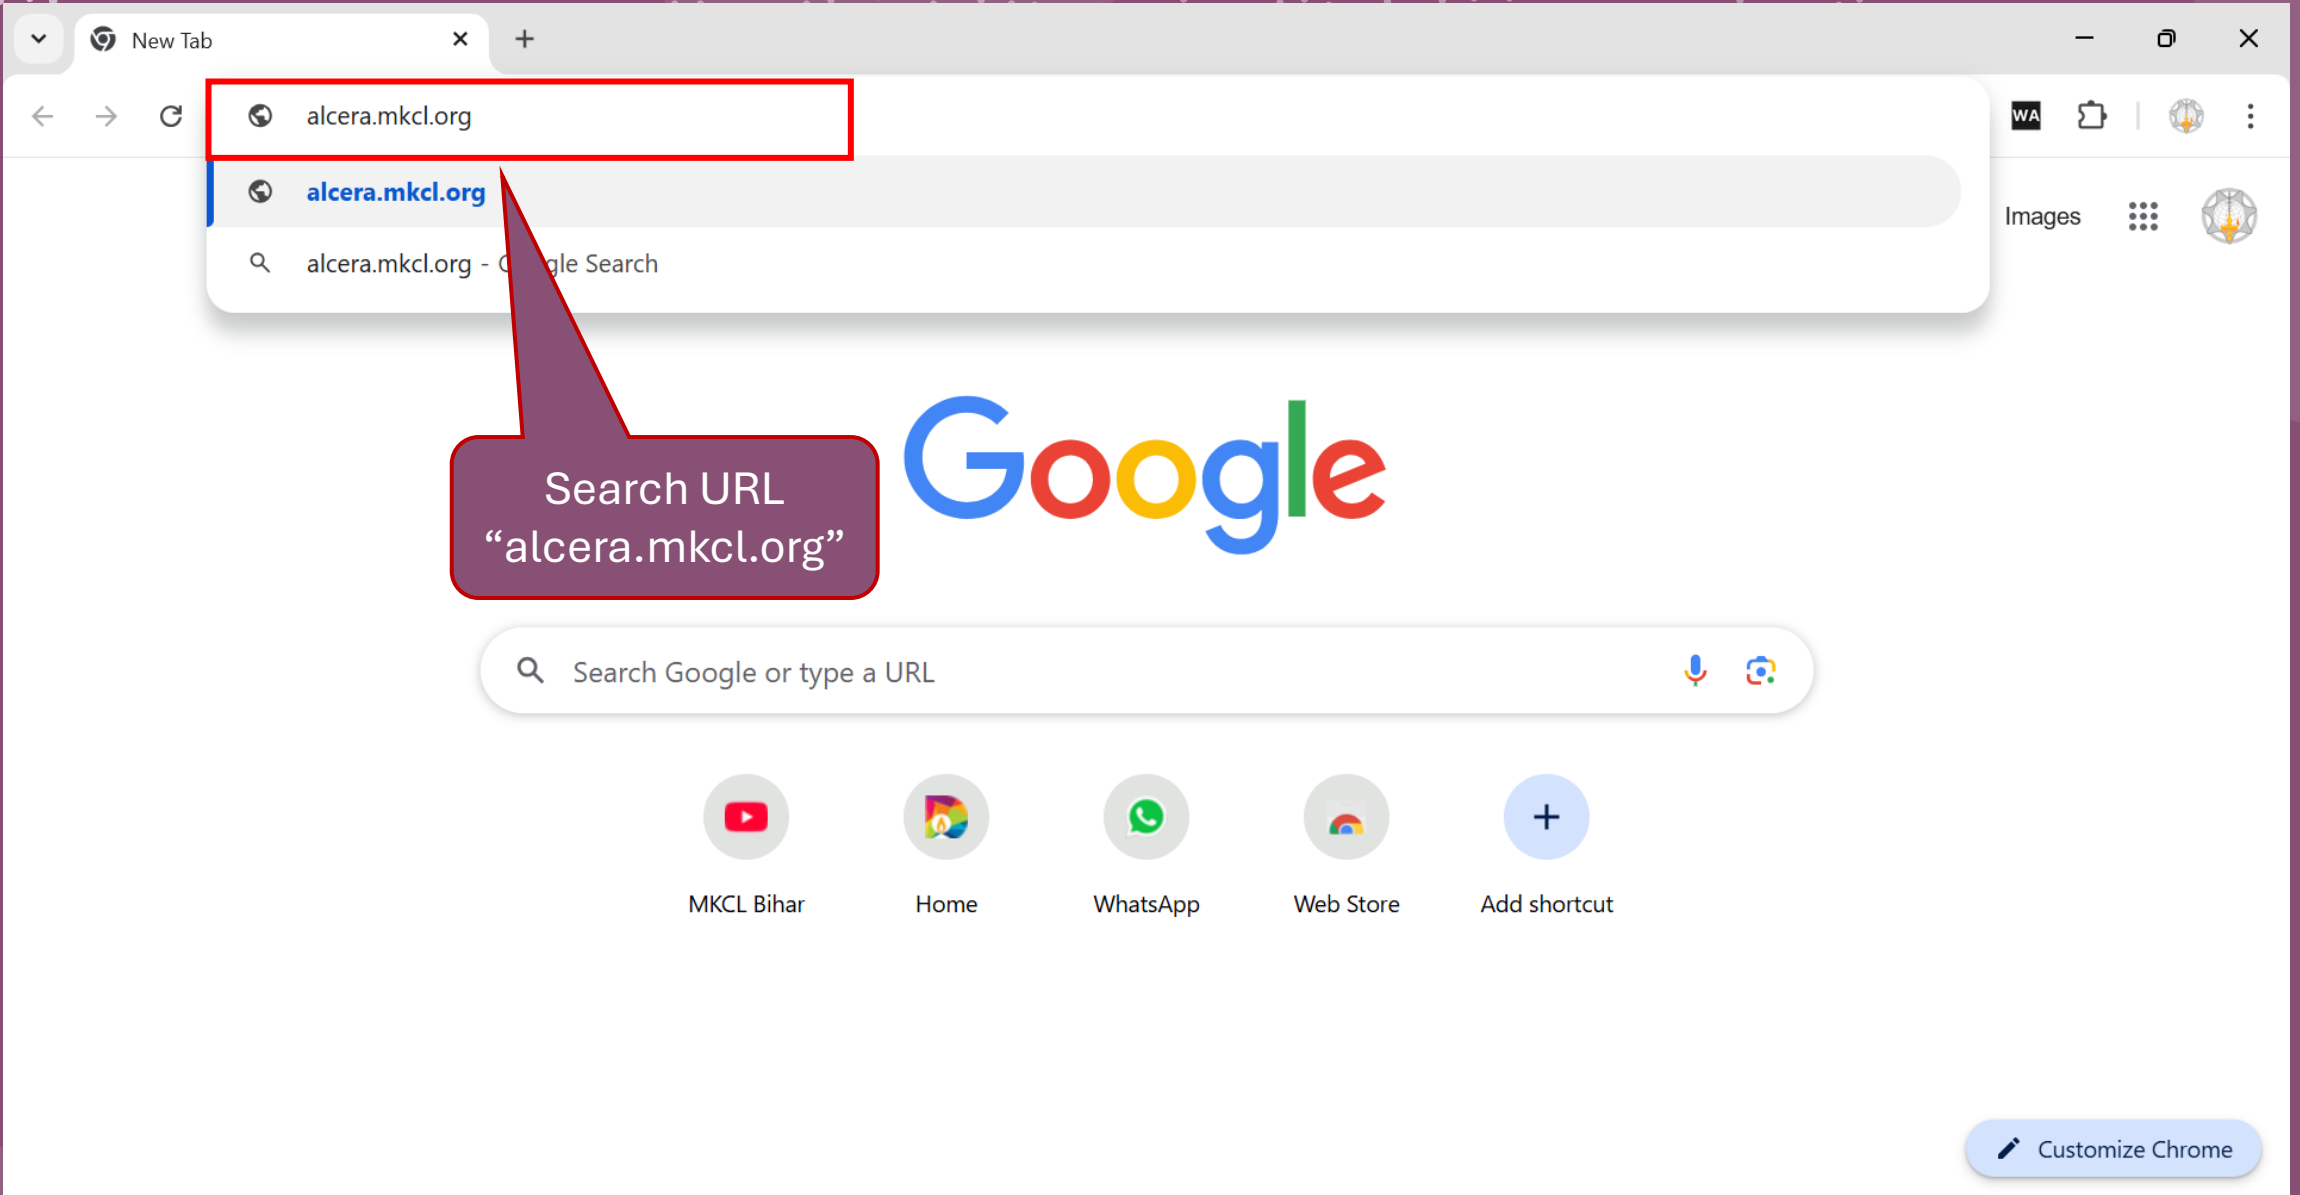 New Tab
alcera.mkcl.org
WA
alcera.mkcl.org
Images
alcera.mkcl.org - Google Search
Google
Search URL
“alcera.mkcl.org”
Search Google or type a URL
MKCL Bihar
Home
WhatsApp
Web Store
Add shortcut
Customize Chrome